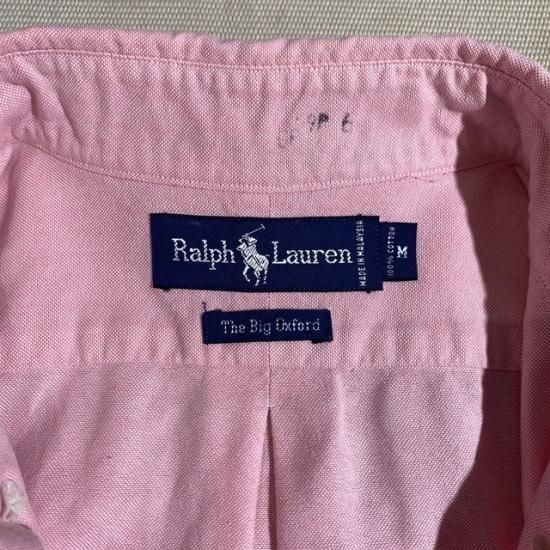 Ralph Lauren
MADE IN MALAYSIA
100% COTTON
M
The Big Oxford